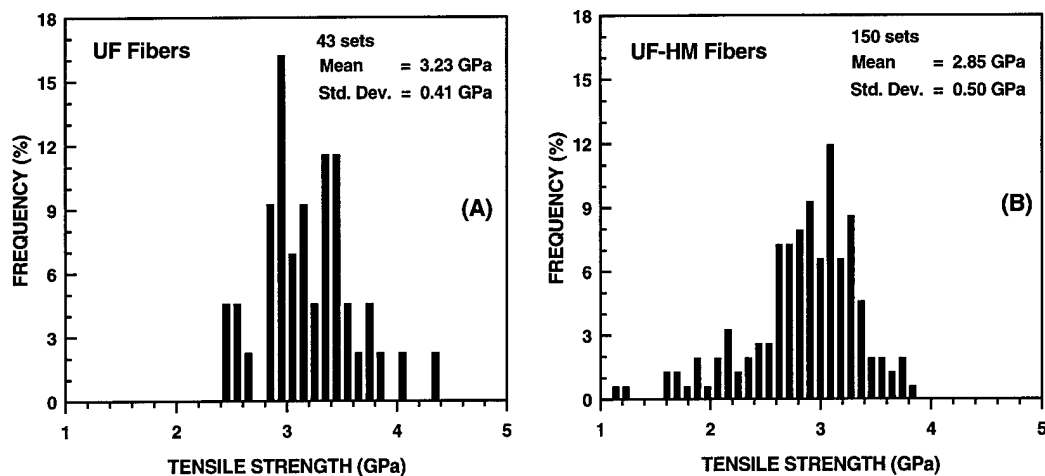 UF Fibers
43 sets
Mean = 3.23 GPa
Std. Dev. = 0.41 GPa
(A)
FREQUENCY (%)
18
15
12
9
6
3
0
1 2 3 4 5
TENSILE STRENGTH (GPa)
UF-HM Fibers
150 sets
Mean = 2.85 GPa
Std. Dev. = 0.50 GPa
(B)
FREQUENCY (%)
18
15
12
9
6
3
0
1 2 3 4 5
TENSILE STRENGTH (GPa)